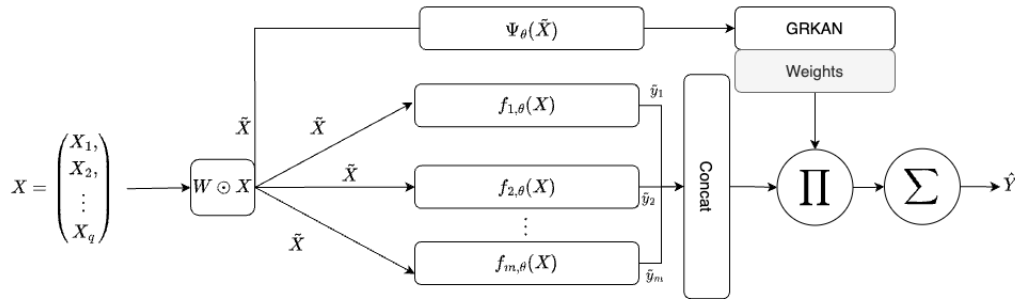 Ψ_θ(X̃)
GRKAN
Weights
X̃
X̃
f_{1,θ}(X)
ỹ_1
X =
X_1,
X_2,
⋮
X_q
W ⊙ X
X̃
f_{2,θ}(X)
ỹ_2
⋮
X̃
f_{m,θ}(X)
ỹ_m
Concat
∏
∑
Ŷ